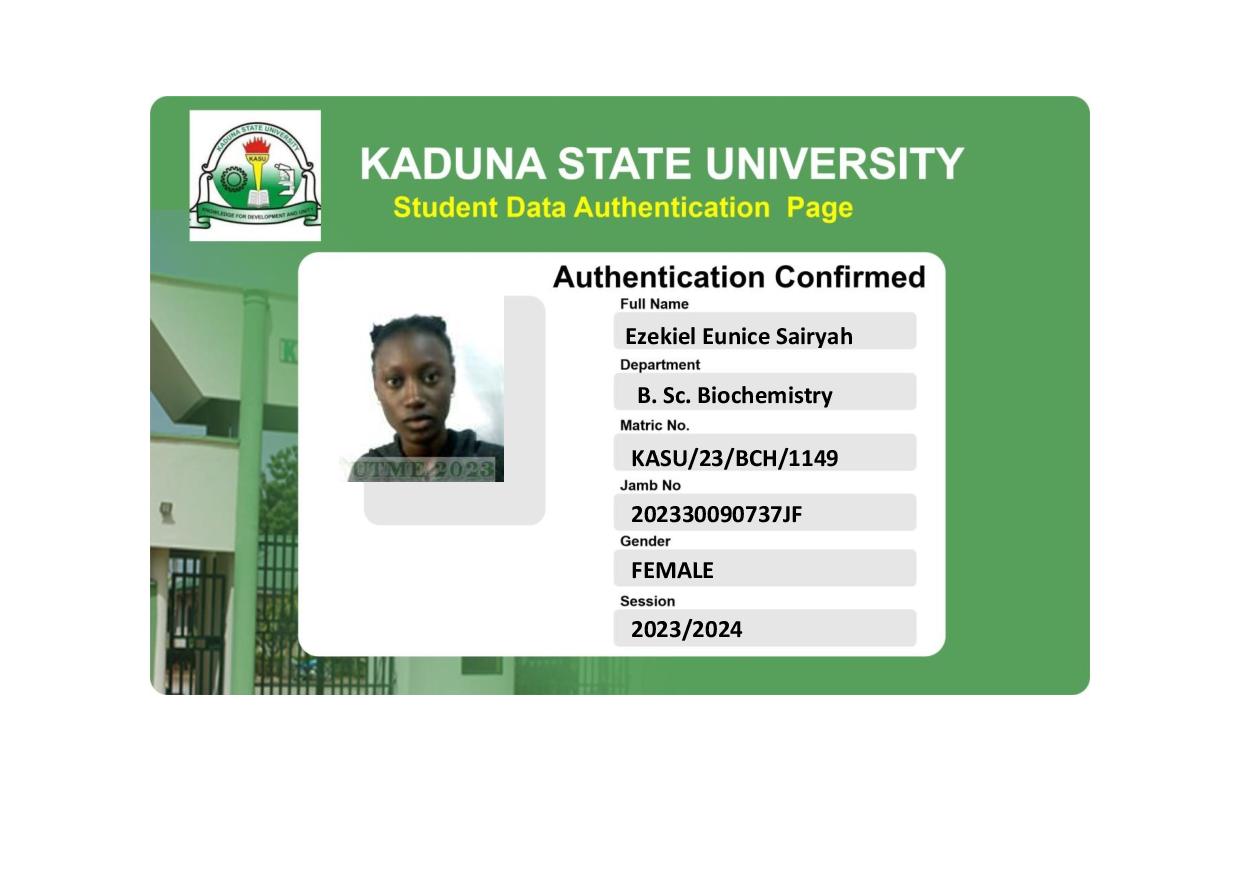 KADUNA STATE UNIVERSITY
KASU
KNOWLEDGE FOR DEVELOPMENT AND UNITY
KADUNA STATE UNIVERSITY
Student Data Authentication Page
Authentication Confirmed
Full Name
Ezekiel Eunice Sairyah
Department
B. Sc. Biochemistry
Matric No.
KASU/23/BCH/1149
Jamb No
202330090737JF
Gender
FEMALE
Session
2023/2024
UTME 2023
K